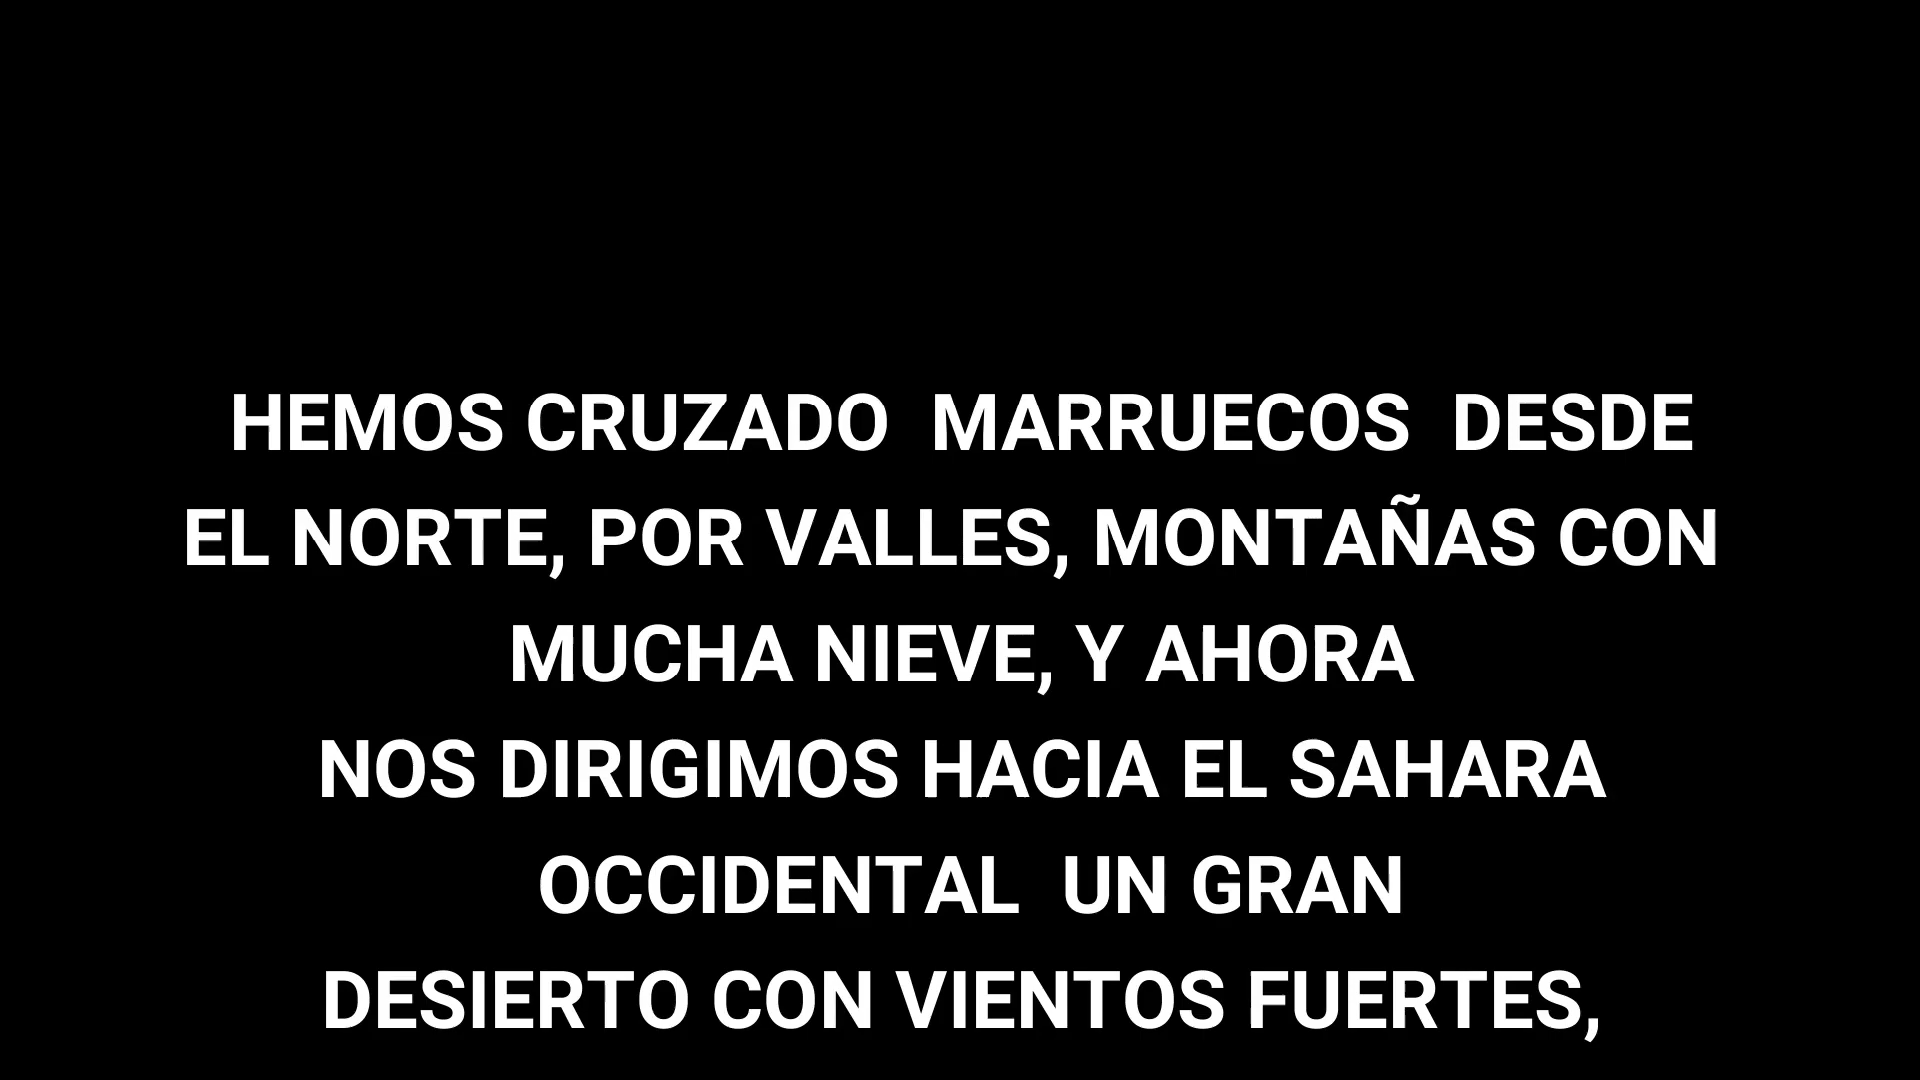 HEMOS CRUZADO  MARRUECOS  DESDE
EL NORTE, POR VALLES, MONTAÑAS CON
MUCHA NIEVE, Y AHORA
NOS DIRIGIMOS HACIA EL SAHARA
OCCIDENTAL  UN GRAN
DESIERTO CON VIENTOS FUERTES,